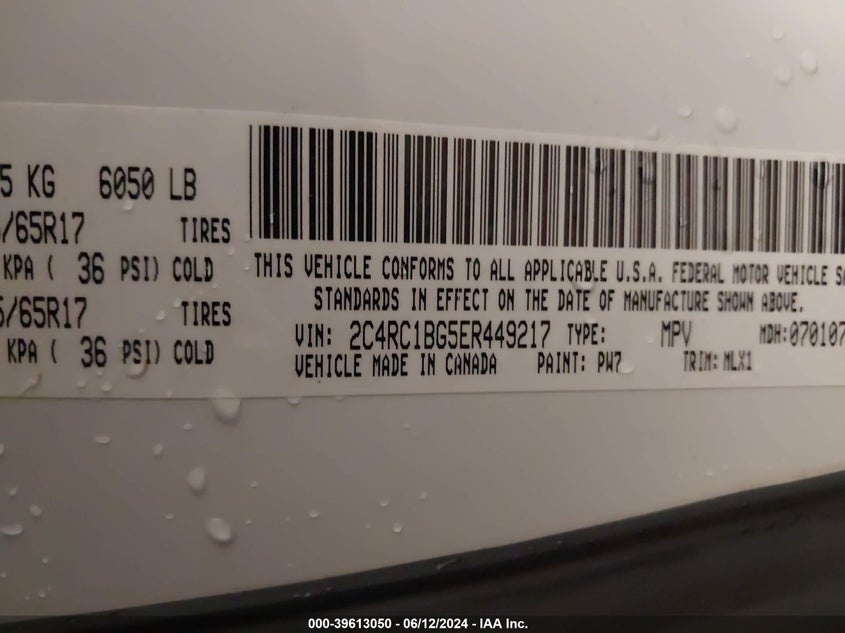 5 KG 6050 LB
/65R17 TIRES
KPA ( 36 PSI) COLD
5/65R17 TIRES
KPA ( 36 PSI) COLD
THIS VEHICLE CONFORMS TO ALL APPLICABLE U.S.A. FEDERAL MOTOR VEHICLE SA
STANDARDS IN EFFECT ON THE DATE OF MANUFACTURE SHOWN ABOVE.
VIN: 2C4RC1BG5ER449217 TYPE: MPV MDH:070107
VEHICLE MADE IN CANADA PAINT: PW7 TRIM: MLX1
000-39613050 - 06/12/2024 - IAA Inc.